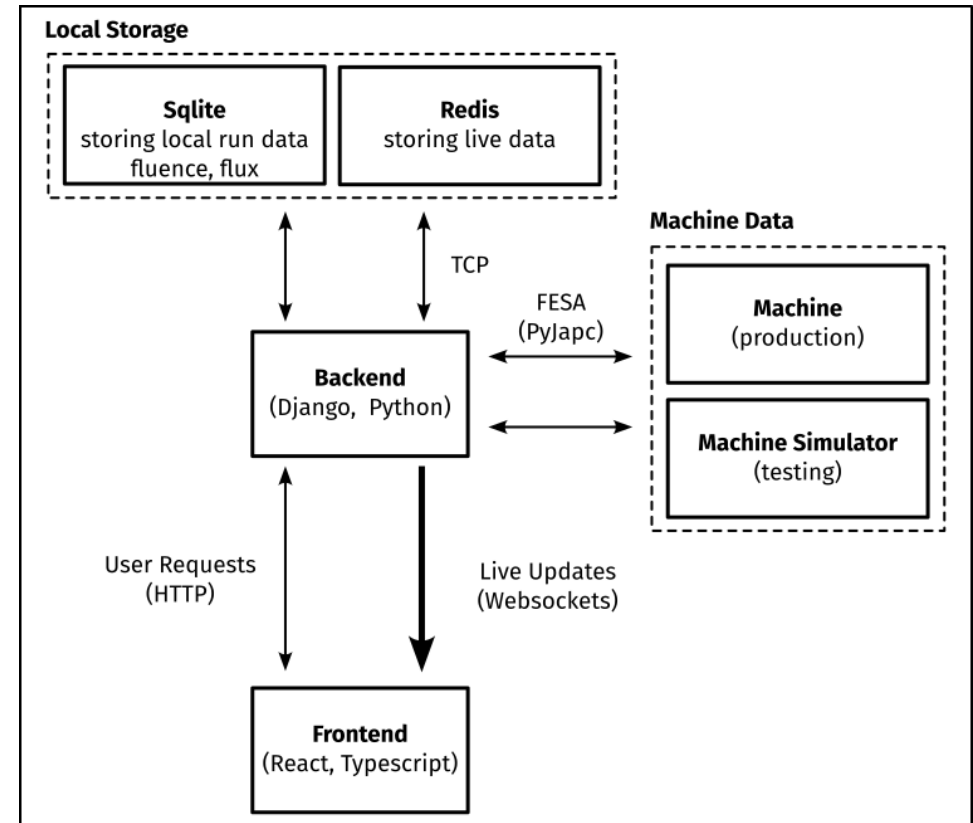 Local Storage
Sqlite
storing local run data
fluence, flux
Redis
storing live data
Machine Data
TCP
FESA
(PyJapc)
Machine
(production)
Backend
(Django, Python)
Machine Simulator
(testing)
User Requests
(HTTP)
Live Updates
(Websockets)
Frontend
(React, Typescript)